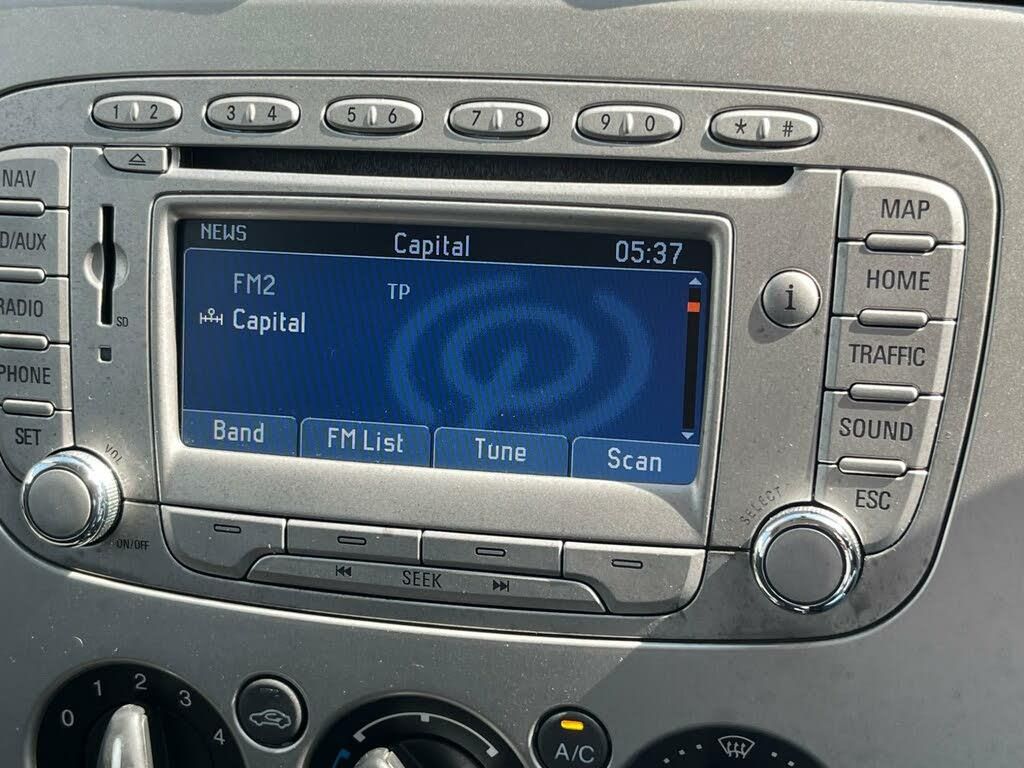 1 2
3 4
5 6
7 8
9 0
* #
NAV
D/AUX
RADIO
PHONE
SET
SD
VOL
ON/OFF
NEWS
Capital
05:37
FM2
TP
Capital
Band
FM List
Tune
Scan
SEEK
i
MAP
HOME
TRAFFIC
SOUND
ESC
SELECT
0 1 2 3 4
A/C